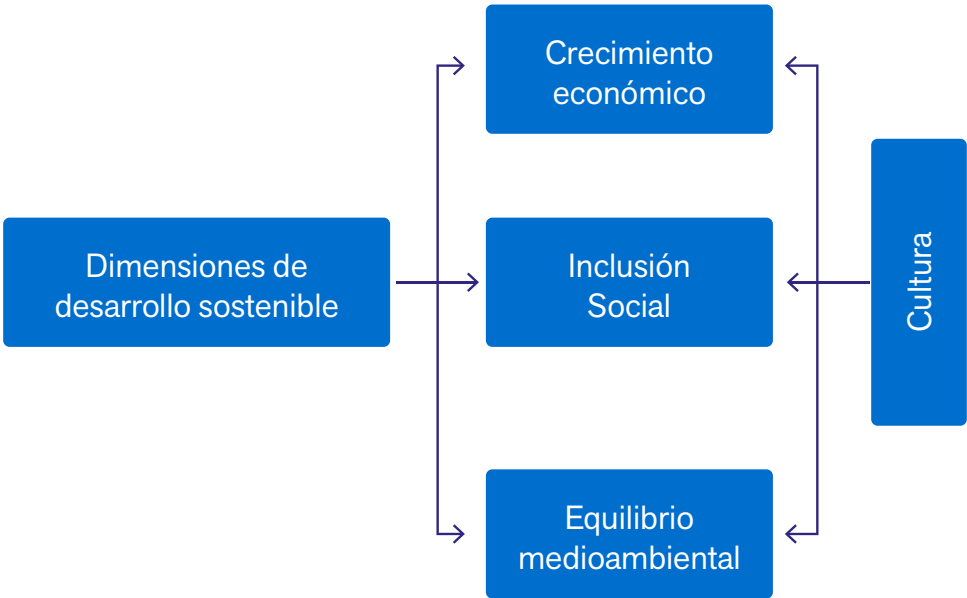 Crecimiento
económico
Dimensiones de
desarrollo sostenible
Inclusión
Social
Cultura
Equilibrio
medioambiental